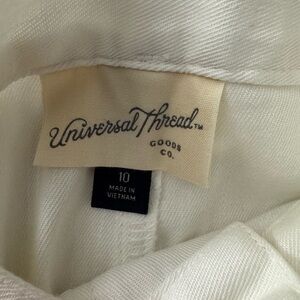 Universal Thread™
GOODS
CO.
10
MADE IN
VIETNAM